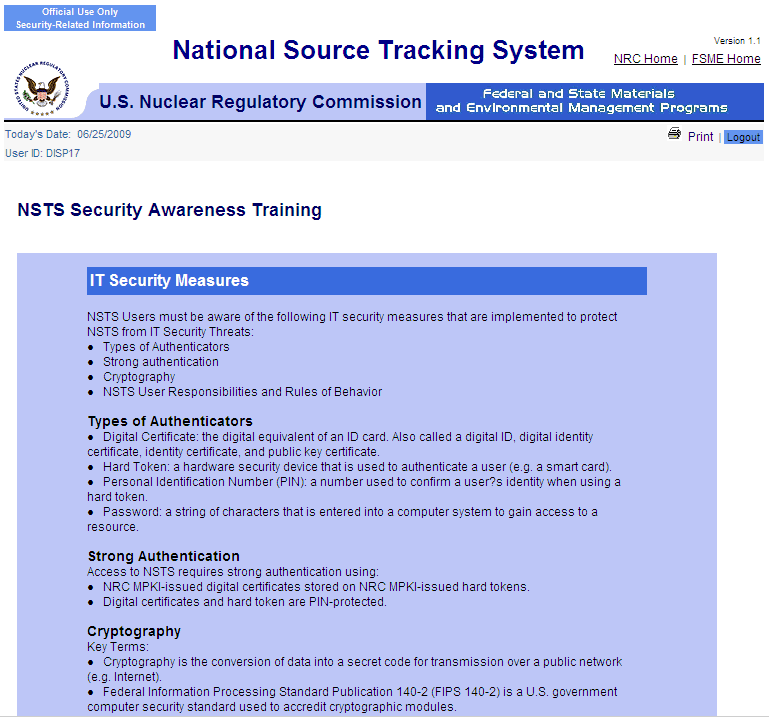 Official Use Only
Security-Related Information
National Source Tracking System
Version 1.1
NRC Home | FSME Home
UNITED STATES NUCLEAR REGULATORY COMMISSION
U.S. Nuclear Regulatory Commission
Federal and State Materials
and Environmental Management Programs
Today's Date: 06/25/2009
Print | Logout
User ID: DISP17
NSTS Security Awareness Training
IT Security Measures
NSTS Users must be aware of the following IT security measures that are implemented to protect
NSTS from IT Security Threats:
● Types of Authenticators
● Strong authentication
● Cryptography
● NSTS User Responsibilities and Rules of Behavior
Types of Authenticators
● Digital Certificate: the digital equivalent of an ID card. Also called a digital ID, digital identity
certificate, identity certificate, and public key certificate.
● Hard Token: a hardware security device that is used to authenticate a user (e.g. a smart card).
● Personal Identification Number (PIN): a number used to confirm a user?s identity when using a
hard token.
● Password: a string of characters that is entered into a computer system to gain access to a
resource.
Strong Authentication
Access to NSTS requires strong authentication using:
● NRC MPKI-issued digital certificates stored on NRC MPKI-issued hard tokens.
● Digital certificates and hard token are PIN-protected.
Cryptography
Key Terms:
● Cryptography is the conversion of data into a secret code for transmission over a public network
(e.g. Internet).
● Federal Information Processing Standard Publication 140-2 (FIPS 140-2) is a U.S. government
computer security standard used to accredit cryptographic modules.